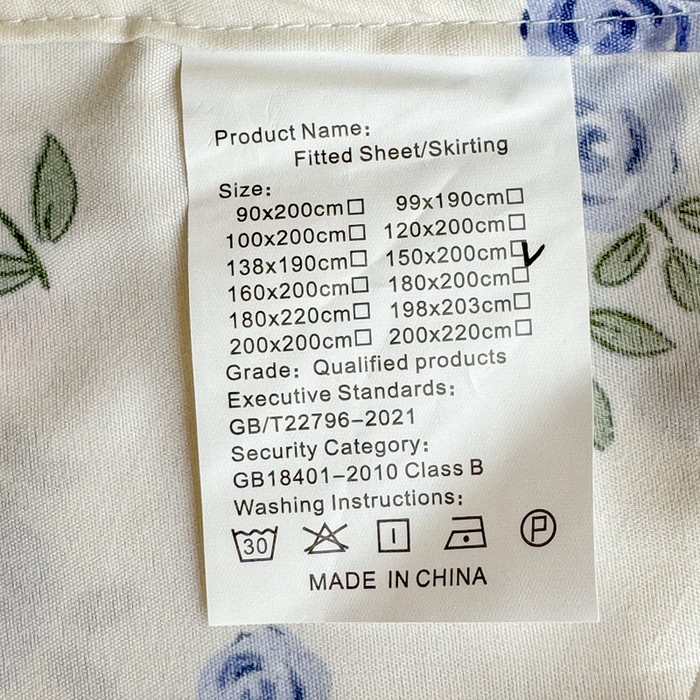 Product Name:
Fitted Sheet/Skirting
Size:
90x200cm☐ 99x190cm☐
100x200cm☐ 120x200cm☐
138x190cm☐ 150x200cm☐✓
160x200cm☐ 180x200cm☐
180x220cm☐ 198x203cm☐
200x200cm☐ 200x220cm☐
Grade: Qualified products
Executive Standards:
GB/T22796–2021
Security Category:
GB18401–2010 Class B
Washing Instructions:
30 P
MADE IN CHINA